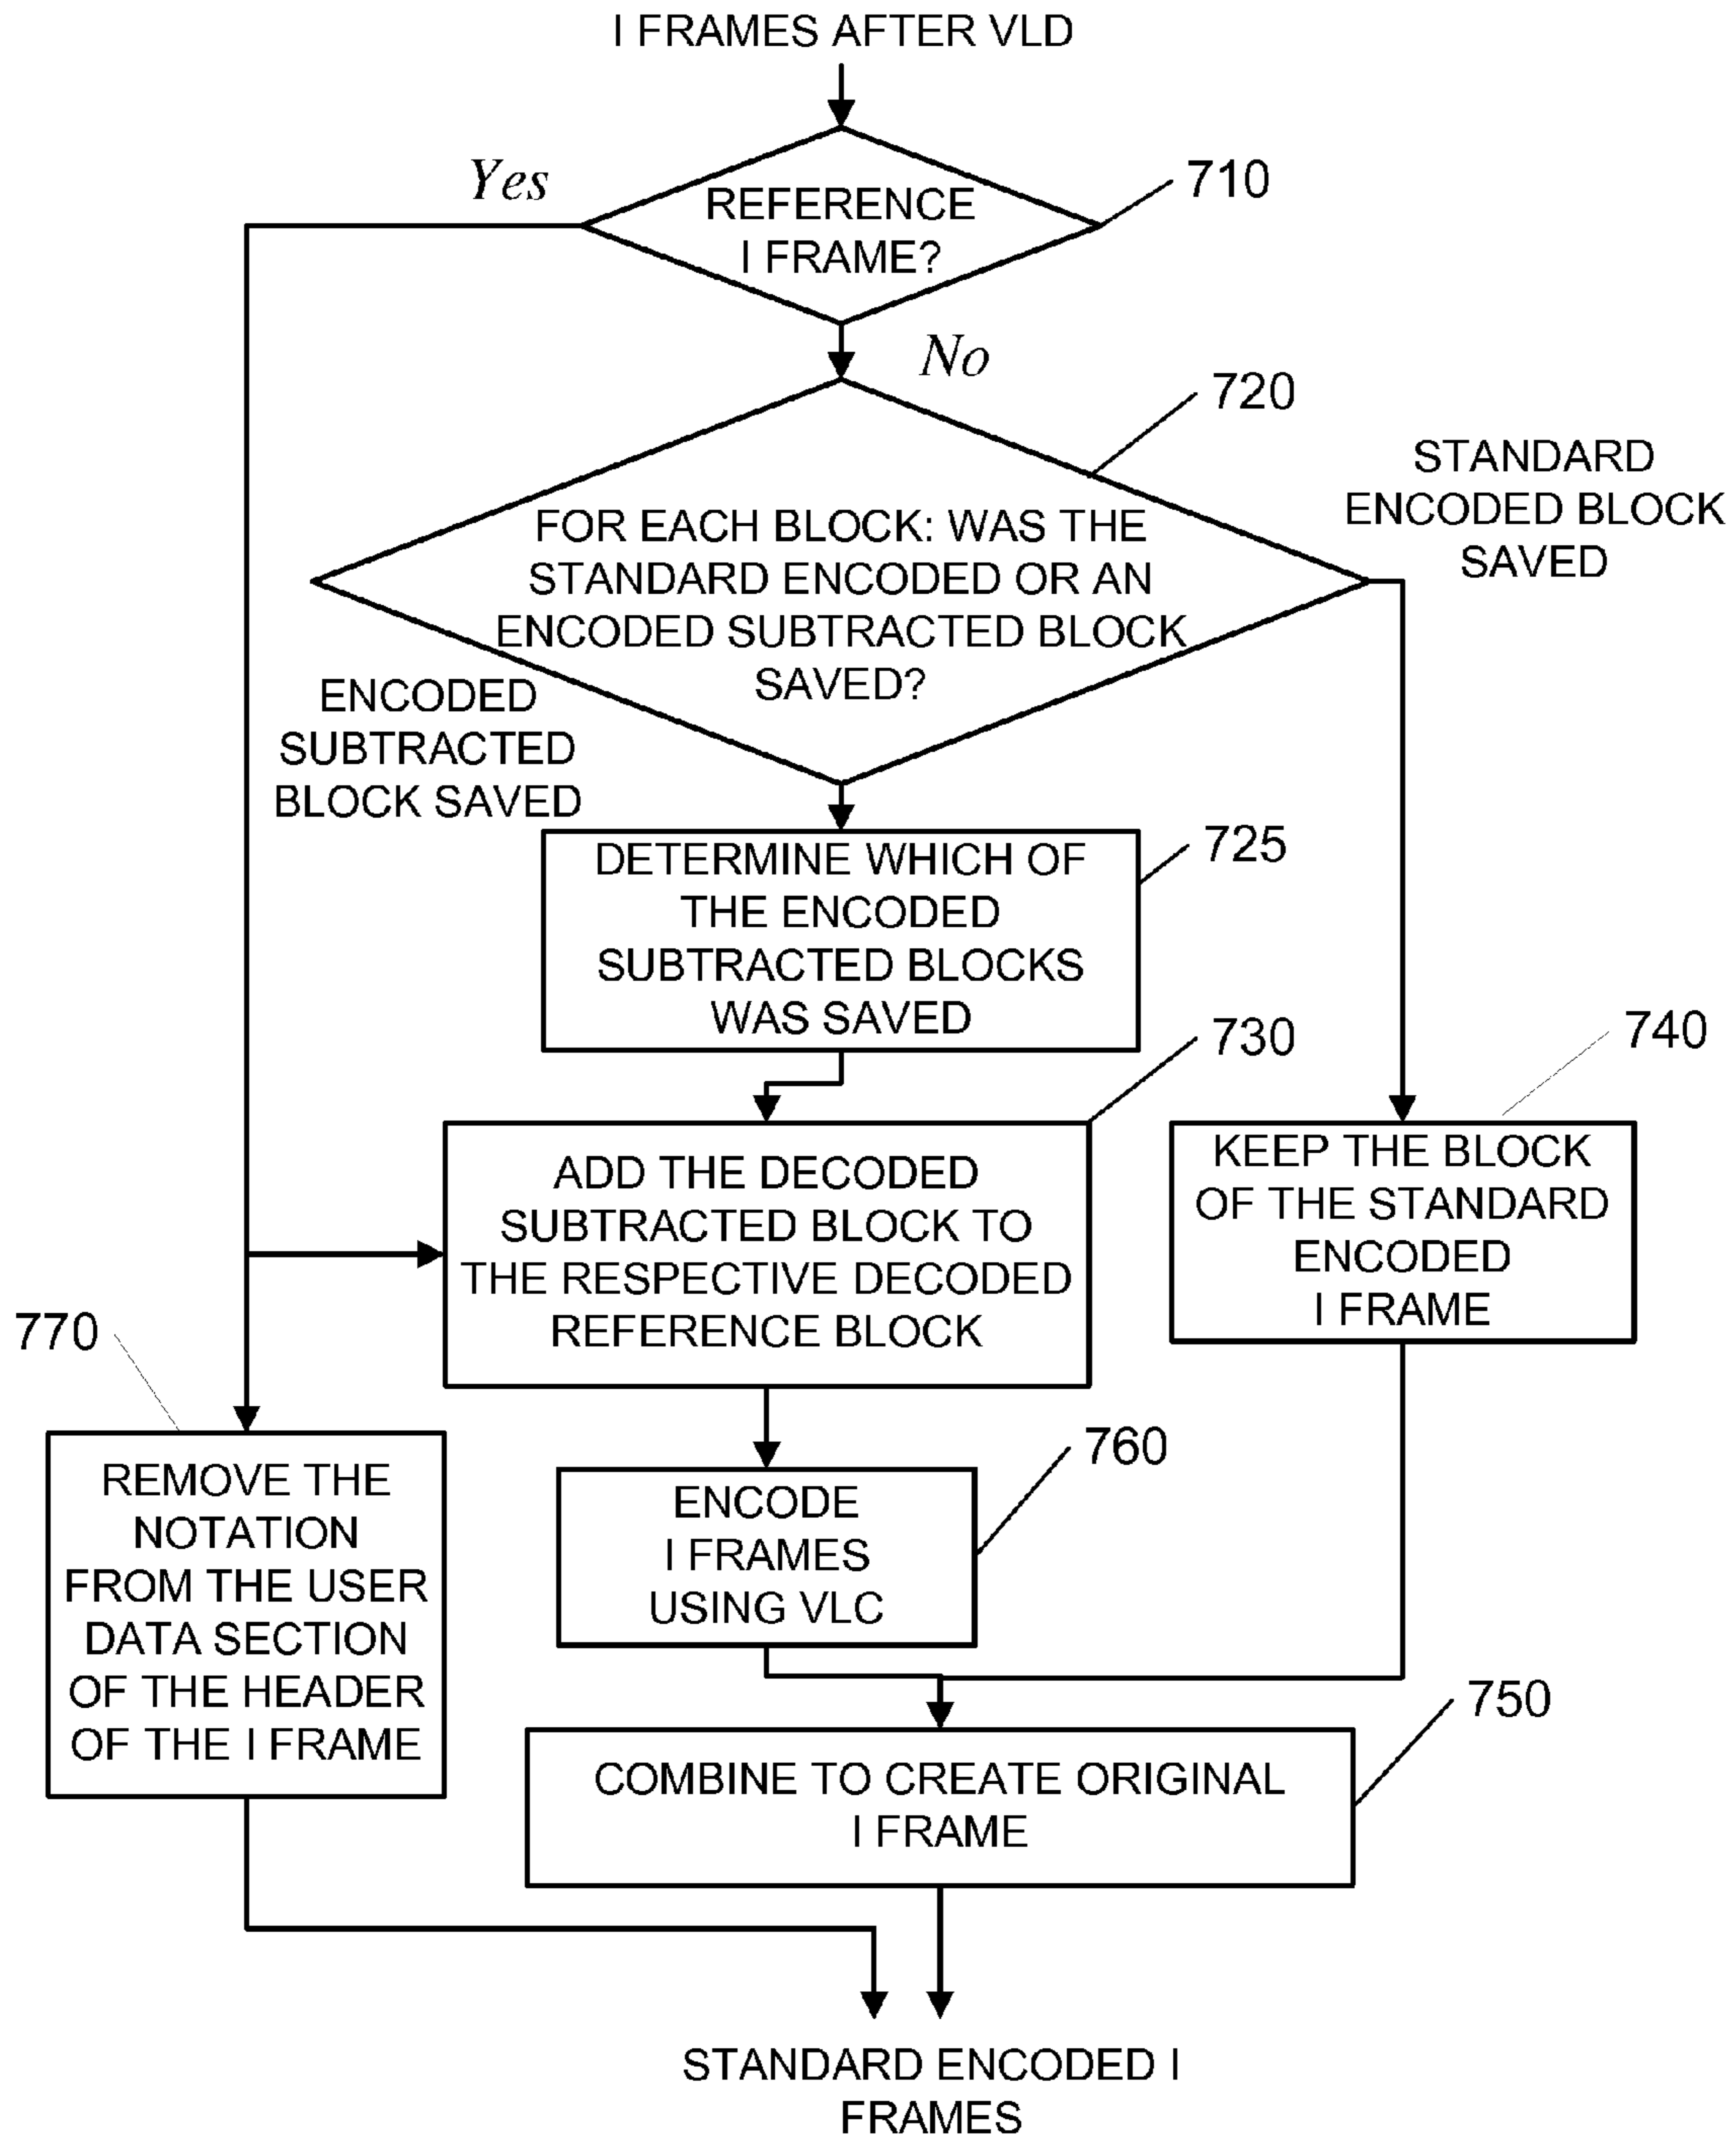 I FRAMES AFTER VLD
Yes
REFERENCE
I FRAME?
710
No
720
STANDARD
ENCODED BLOCK
SAVED
FOR EACH BLOCK: WAS THE
STANDARD ENCODED OR AN
ENCODED SUBTRACTED BLOCK
SAVED?
ENCODED
SUBTRACTED
BLOCK SAVED
DETERMINE WHICH OF
THE ENCODED
SUBTRACTED BLOCKS
WAS SAVED
725
730
740
ADD THE DECODED
SUBTRACTED BLOCK TO
THE RESPECTIVE DECODED
REFERENCE BLOCK
KEEP THE BLOCK
OF THE STANDARD
ENCODED
I FRAME
770
REMOVE THE
NOTATION
FROM THE USER
DATA SECTION
OF THE HEADER
OF THE I FRAME
760
ENCODE
I FRAMES
USING VLC
750
COMBINE TO CREATE ORIGINAL
I FRAME
STANDARD ENCODED I
FRAMES